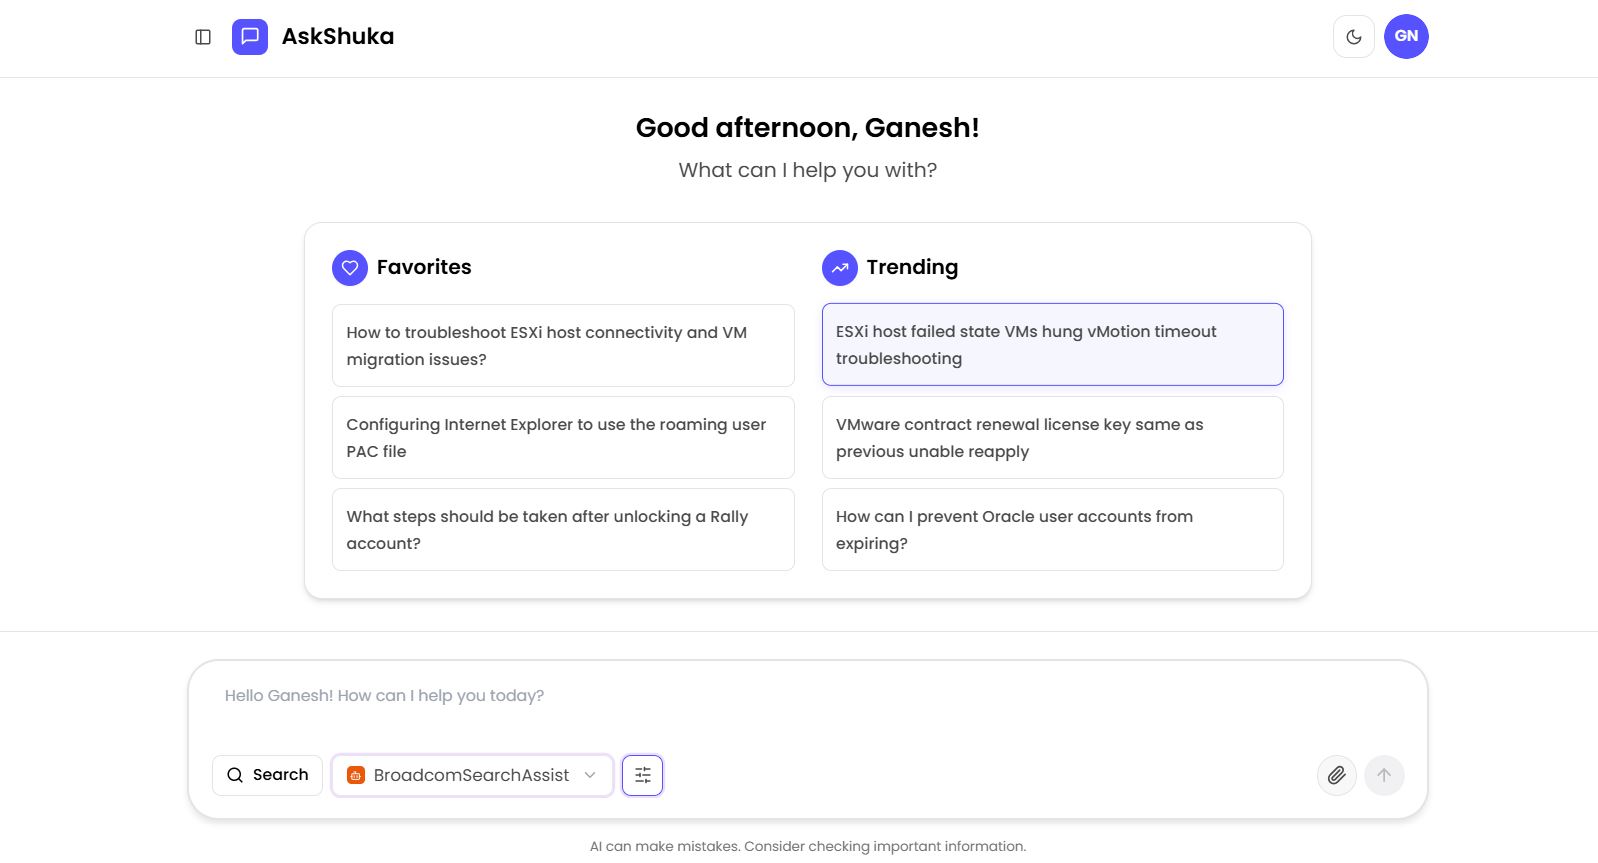 AskShuka
GN
Good afternoon, Ganesh!
What can I help you with?
Favorites
How to troubleshoot ESXi host connectivity and VM
migration issues?
Configuring Internet Explorer to use the roaming user
PAC file
What steps should be taken after unlocking a Rally
account?
Trending
ESXi host failed state VMs hung vMotion timeout
troubleshooting
VMware contract renewal license key same as
previous unable reapply
How can I prevent Oracle user accounts from
expiring?
Hello Ganesh! How can I help you today?
Search
BroadcomSearchAssist
AI can make mistakes. Consider checking important information.